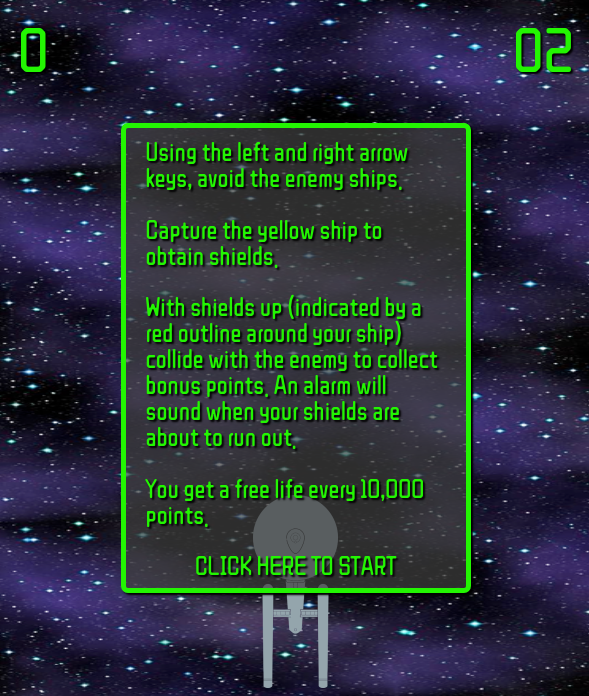 0
02
Using the left and right arrow
keys, avoid the enemy ships.
Capture the yellow ship to
obtain shields.
With shields up (indicated by a
red outline around your ship)
collide with the enemy to collect
bonus points. An alarm will
sound when your shields are
about to run out.
You get a free life every 10,000
points.
CLICK HERE TO START